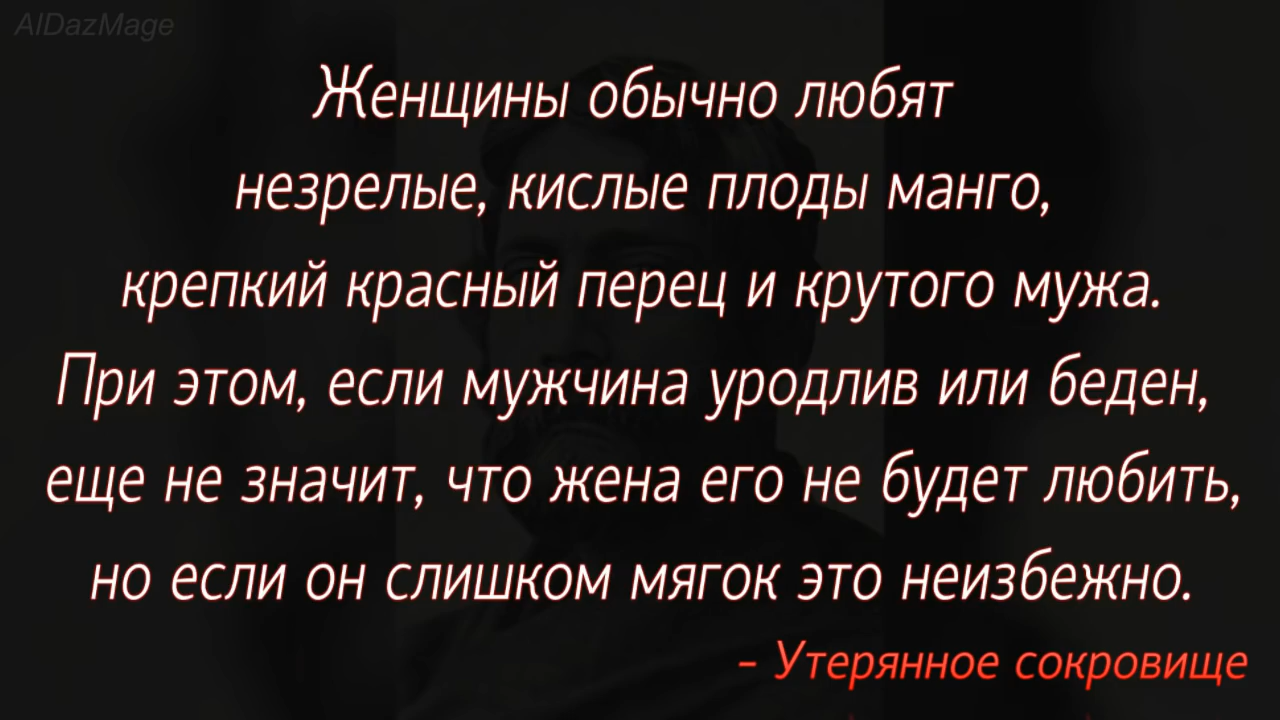 AIDazMage
Женщины обычно любят
незрелые, кислые плоды манго,
крепкий красный перец и крутого мужа.
При этом, если мужчина уродлив или беден,
еще не значит, что жена его не будет любить,
но если он слишком мягок это неизбежно.
- Утерянное сокровище